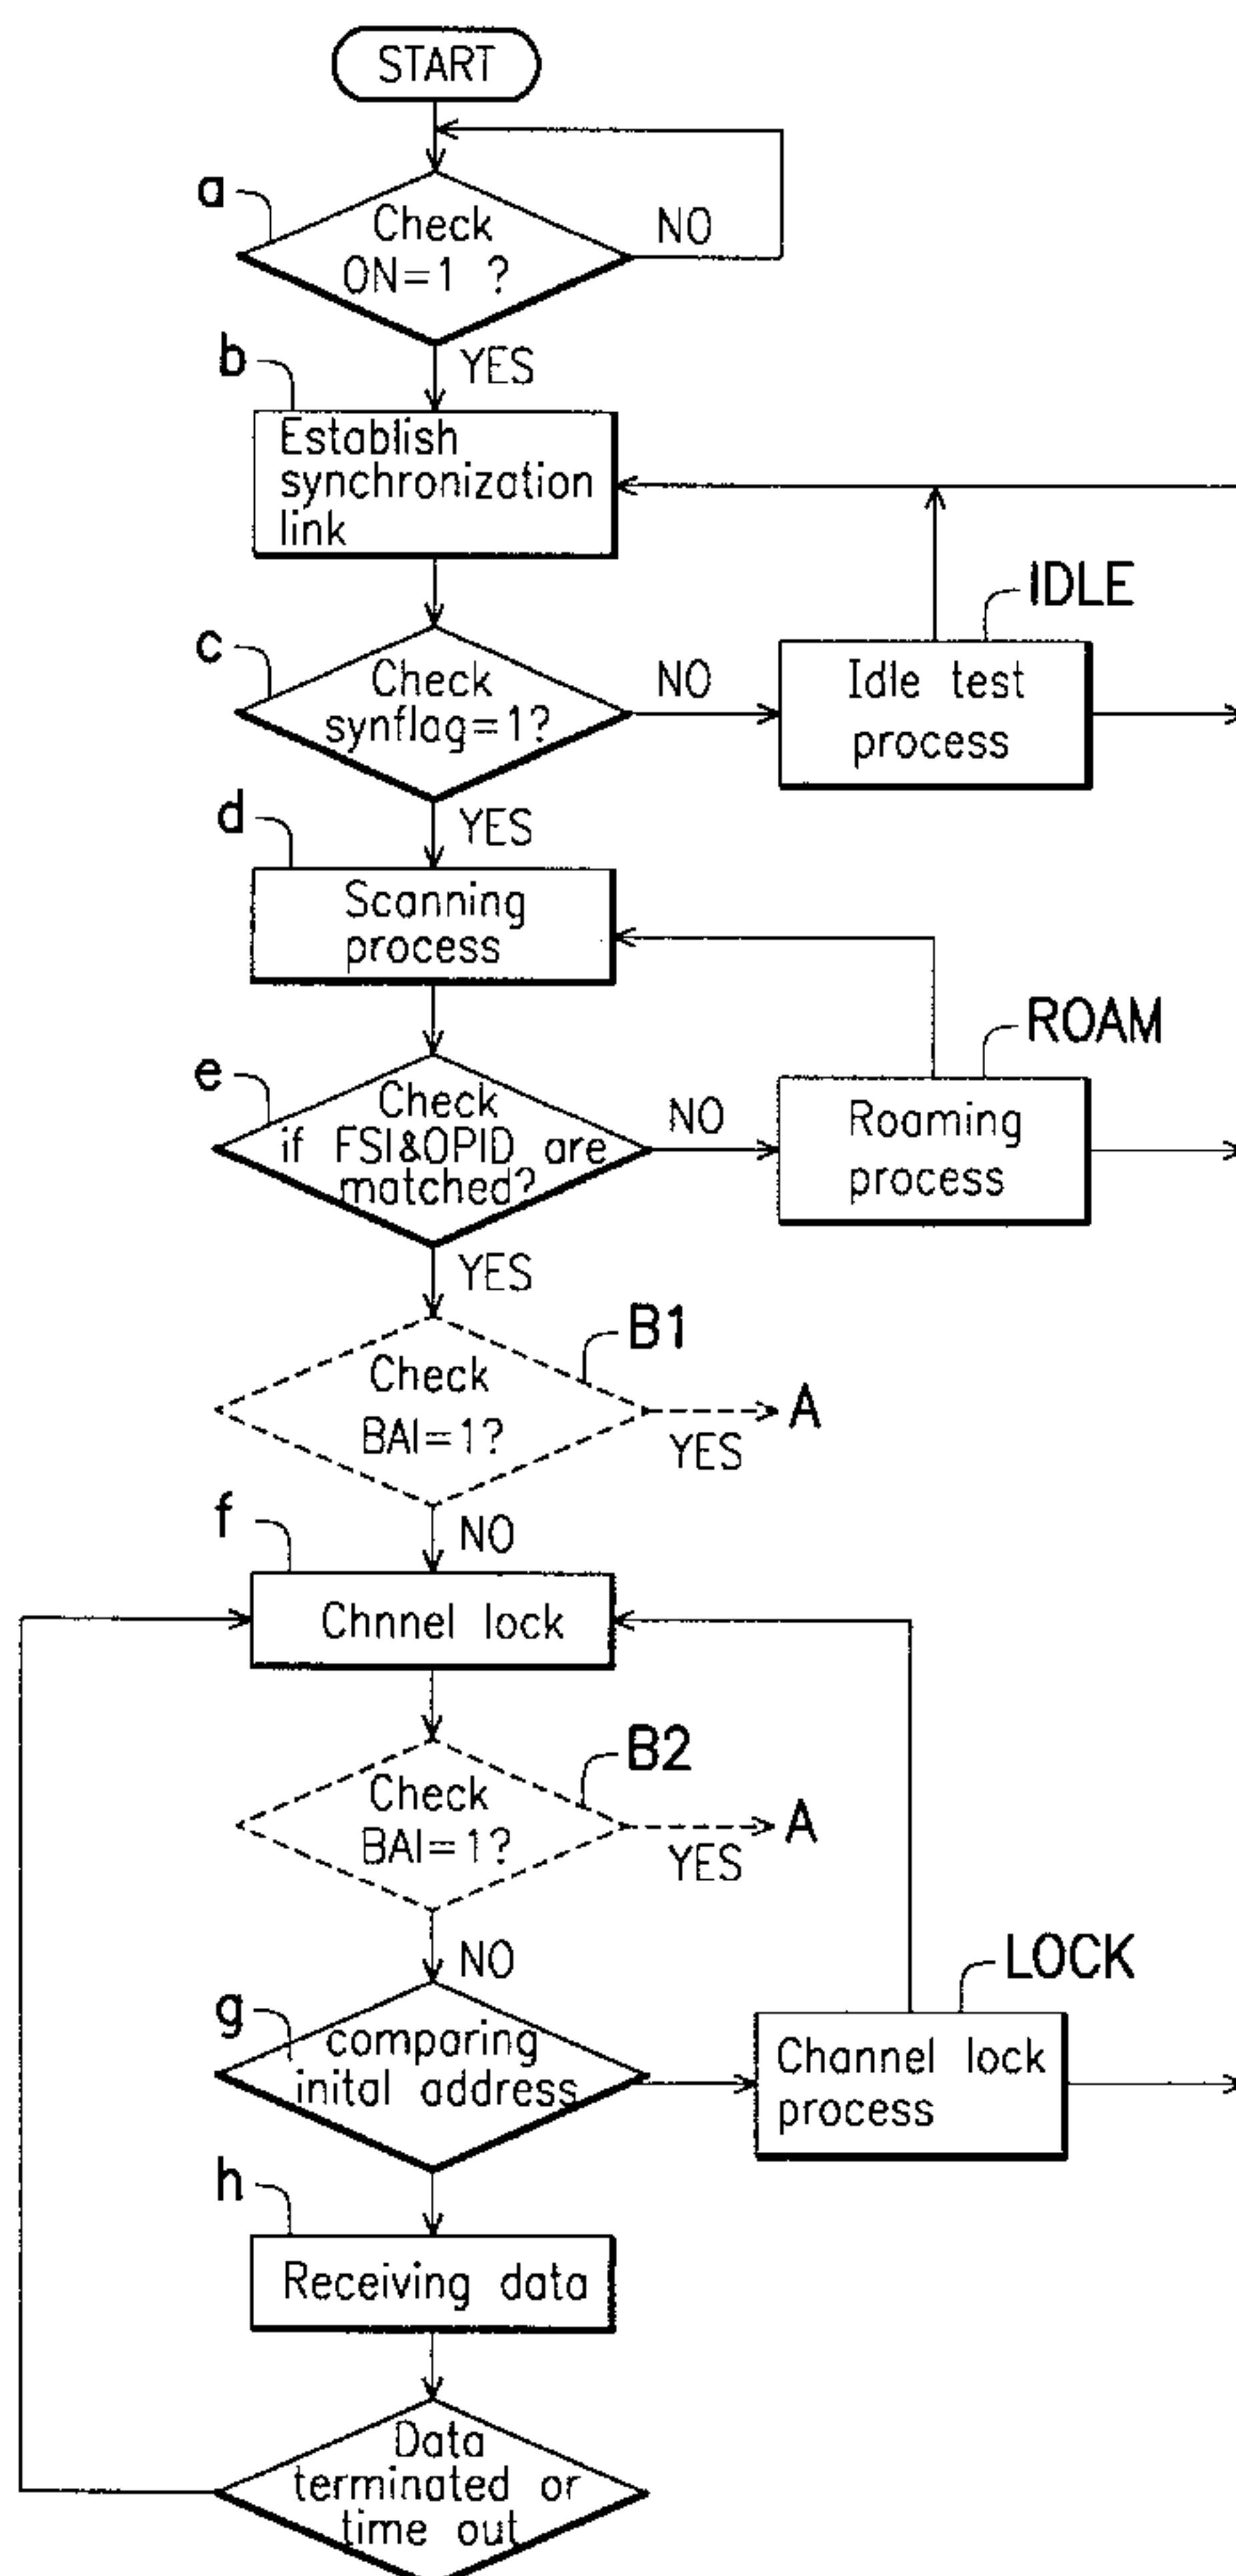 START
a
Check
ON=1 ?
NO
YES
b
Establish
synchronization
link
IDLE
c
Check
synflag=1?
NO
Idle test
process
YES
d
Scanning
process
ROAM
e
Check
if FSI&OPID are
matched?
NO
Roaming
process
YES
B1
Check
BAI=1?
A
YES
f
NO
Chnnel lock
B2
Check
BAI=1?
A
YES
NO
LOCK
g
comparing
inital address
Channel lock
process
h
Receiving data
Data
terminated or
time out